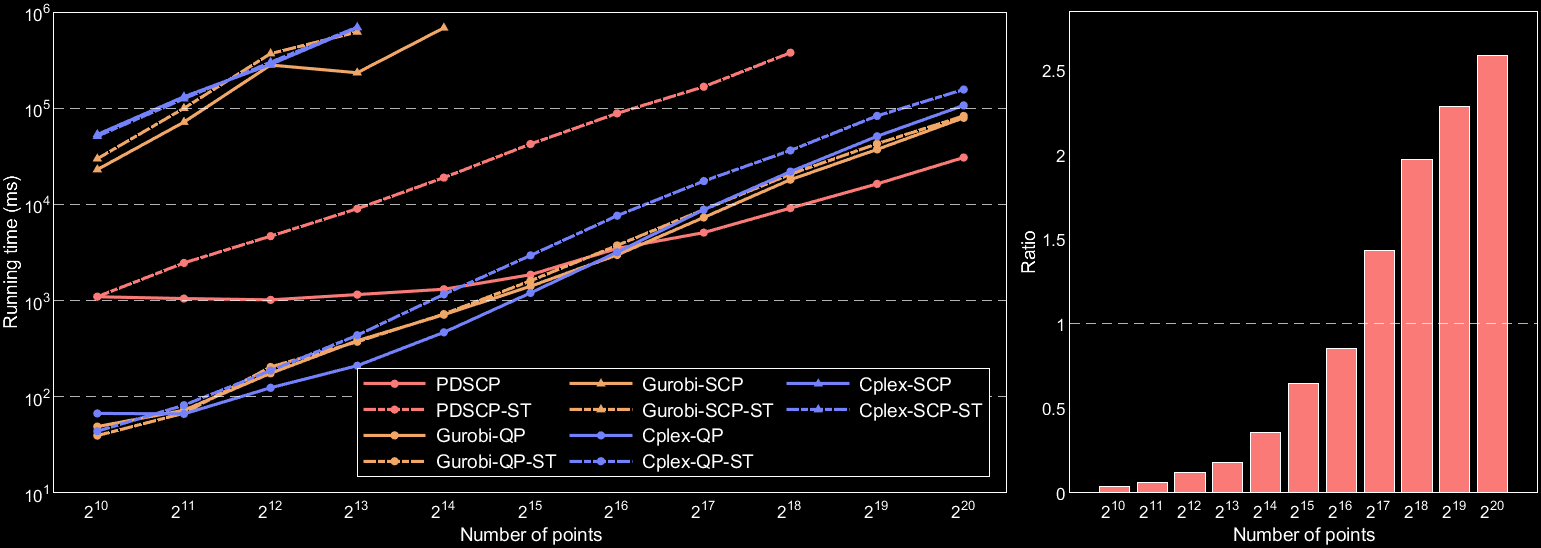 10^6
10^5
10^4
10^3
10^2
10^1
Running time (ms)
2^10 2^11 2^12 2^13 2^14 2^15 2^16 2^17 2^18 2^19 2^20
Number of points
PDSCP Gurobi-SCP Cplex-SCP
PDSCP-ST Gurobi-SCP-ST Cplex-SCP-ST
Gurobi-QP Cplex-QP
Gurobi-QP-ST Cplex-QP-ST
2.5
2
1.5
1
0.5
0
Ratio
2^10 2^11 2^12 2^13 2^14 2^15 2^16 2^17 2^18 2^19 2^20
Number of points